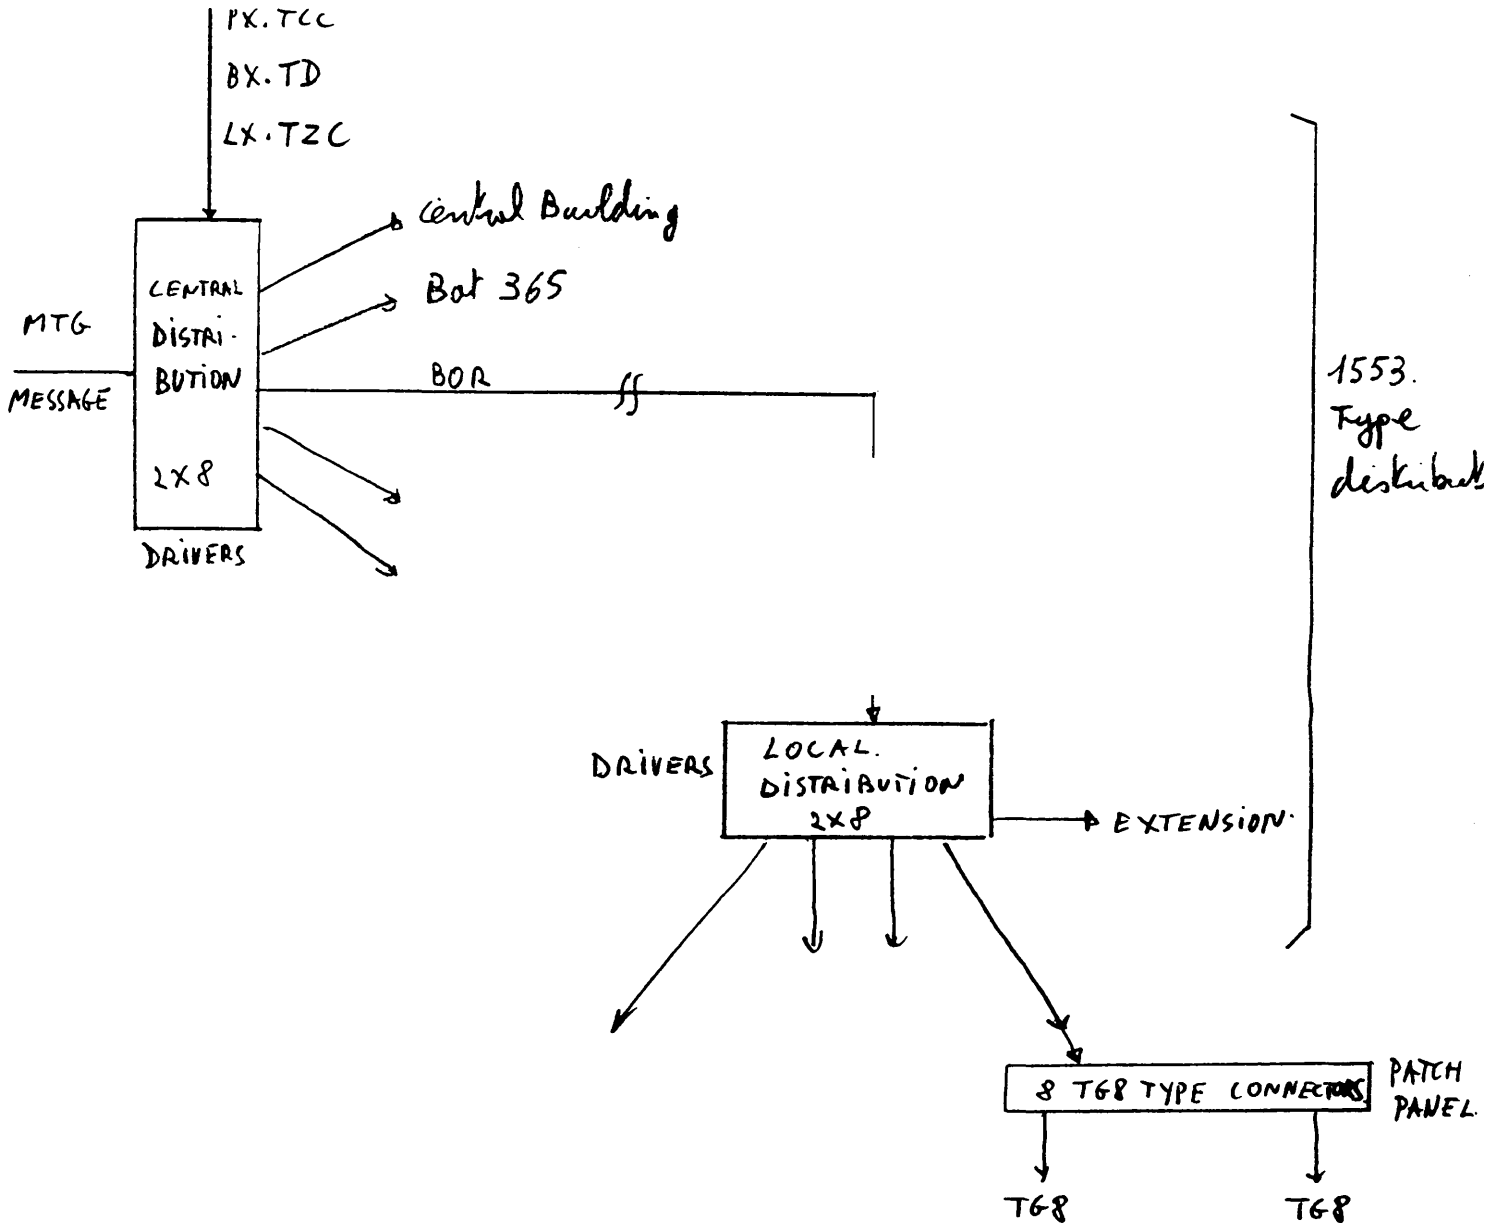 PX.TCC
BX.TD
LX.TZC
Central Building
Bat 365
CENTRAL
DISTRI-
BUTION
2X8
DRIVERS
MTG
MESSAGE
BOR
1553.
Type
distribut
DRIVERS
LOCAL.
DISTRIBUTION
2X8
EXTENSION.
8 TG8 TYPE CONNECTORS.
PATCH
PANEL.
TG8
TG8